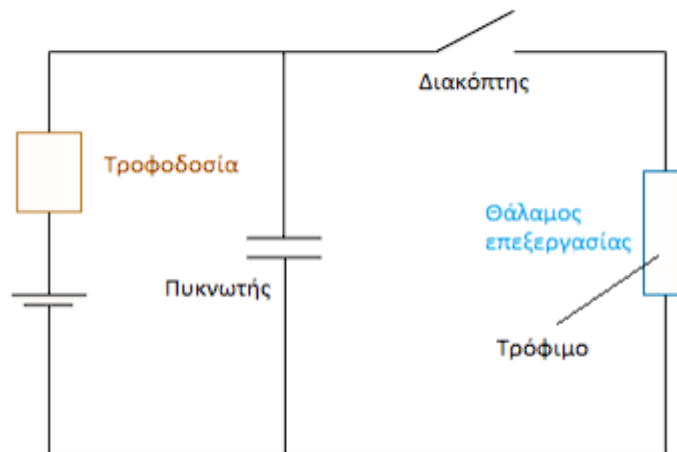 Διακόπτης
Τροφοδοσία
Θάλαμος
επεξεργασίας
Πυκνωτής
Τρόφιμο